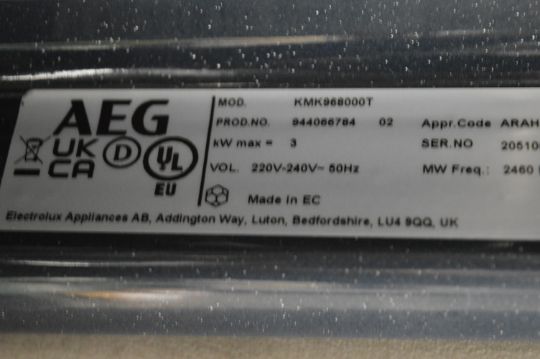 AEG
UK
CA
D
UL
EU
MOD. KMK968000T
PROD.NO. 944066784 02 Appr.Code ARAH
kW max = 3 SER.NO 20510
VOL. 220V-240V~ 50Hz MW Freq.: 2460
Made in EC
Electrolux Appliances AB, Addington Way, Luton, Bedfordshire, LU4 9QQ, UK